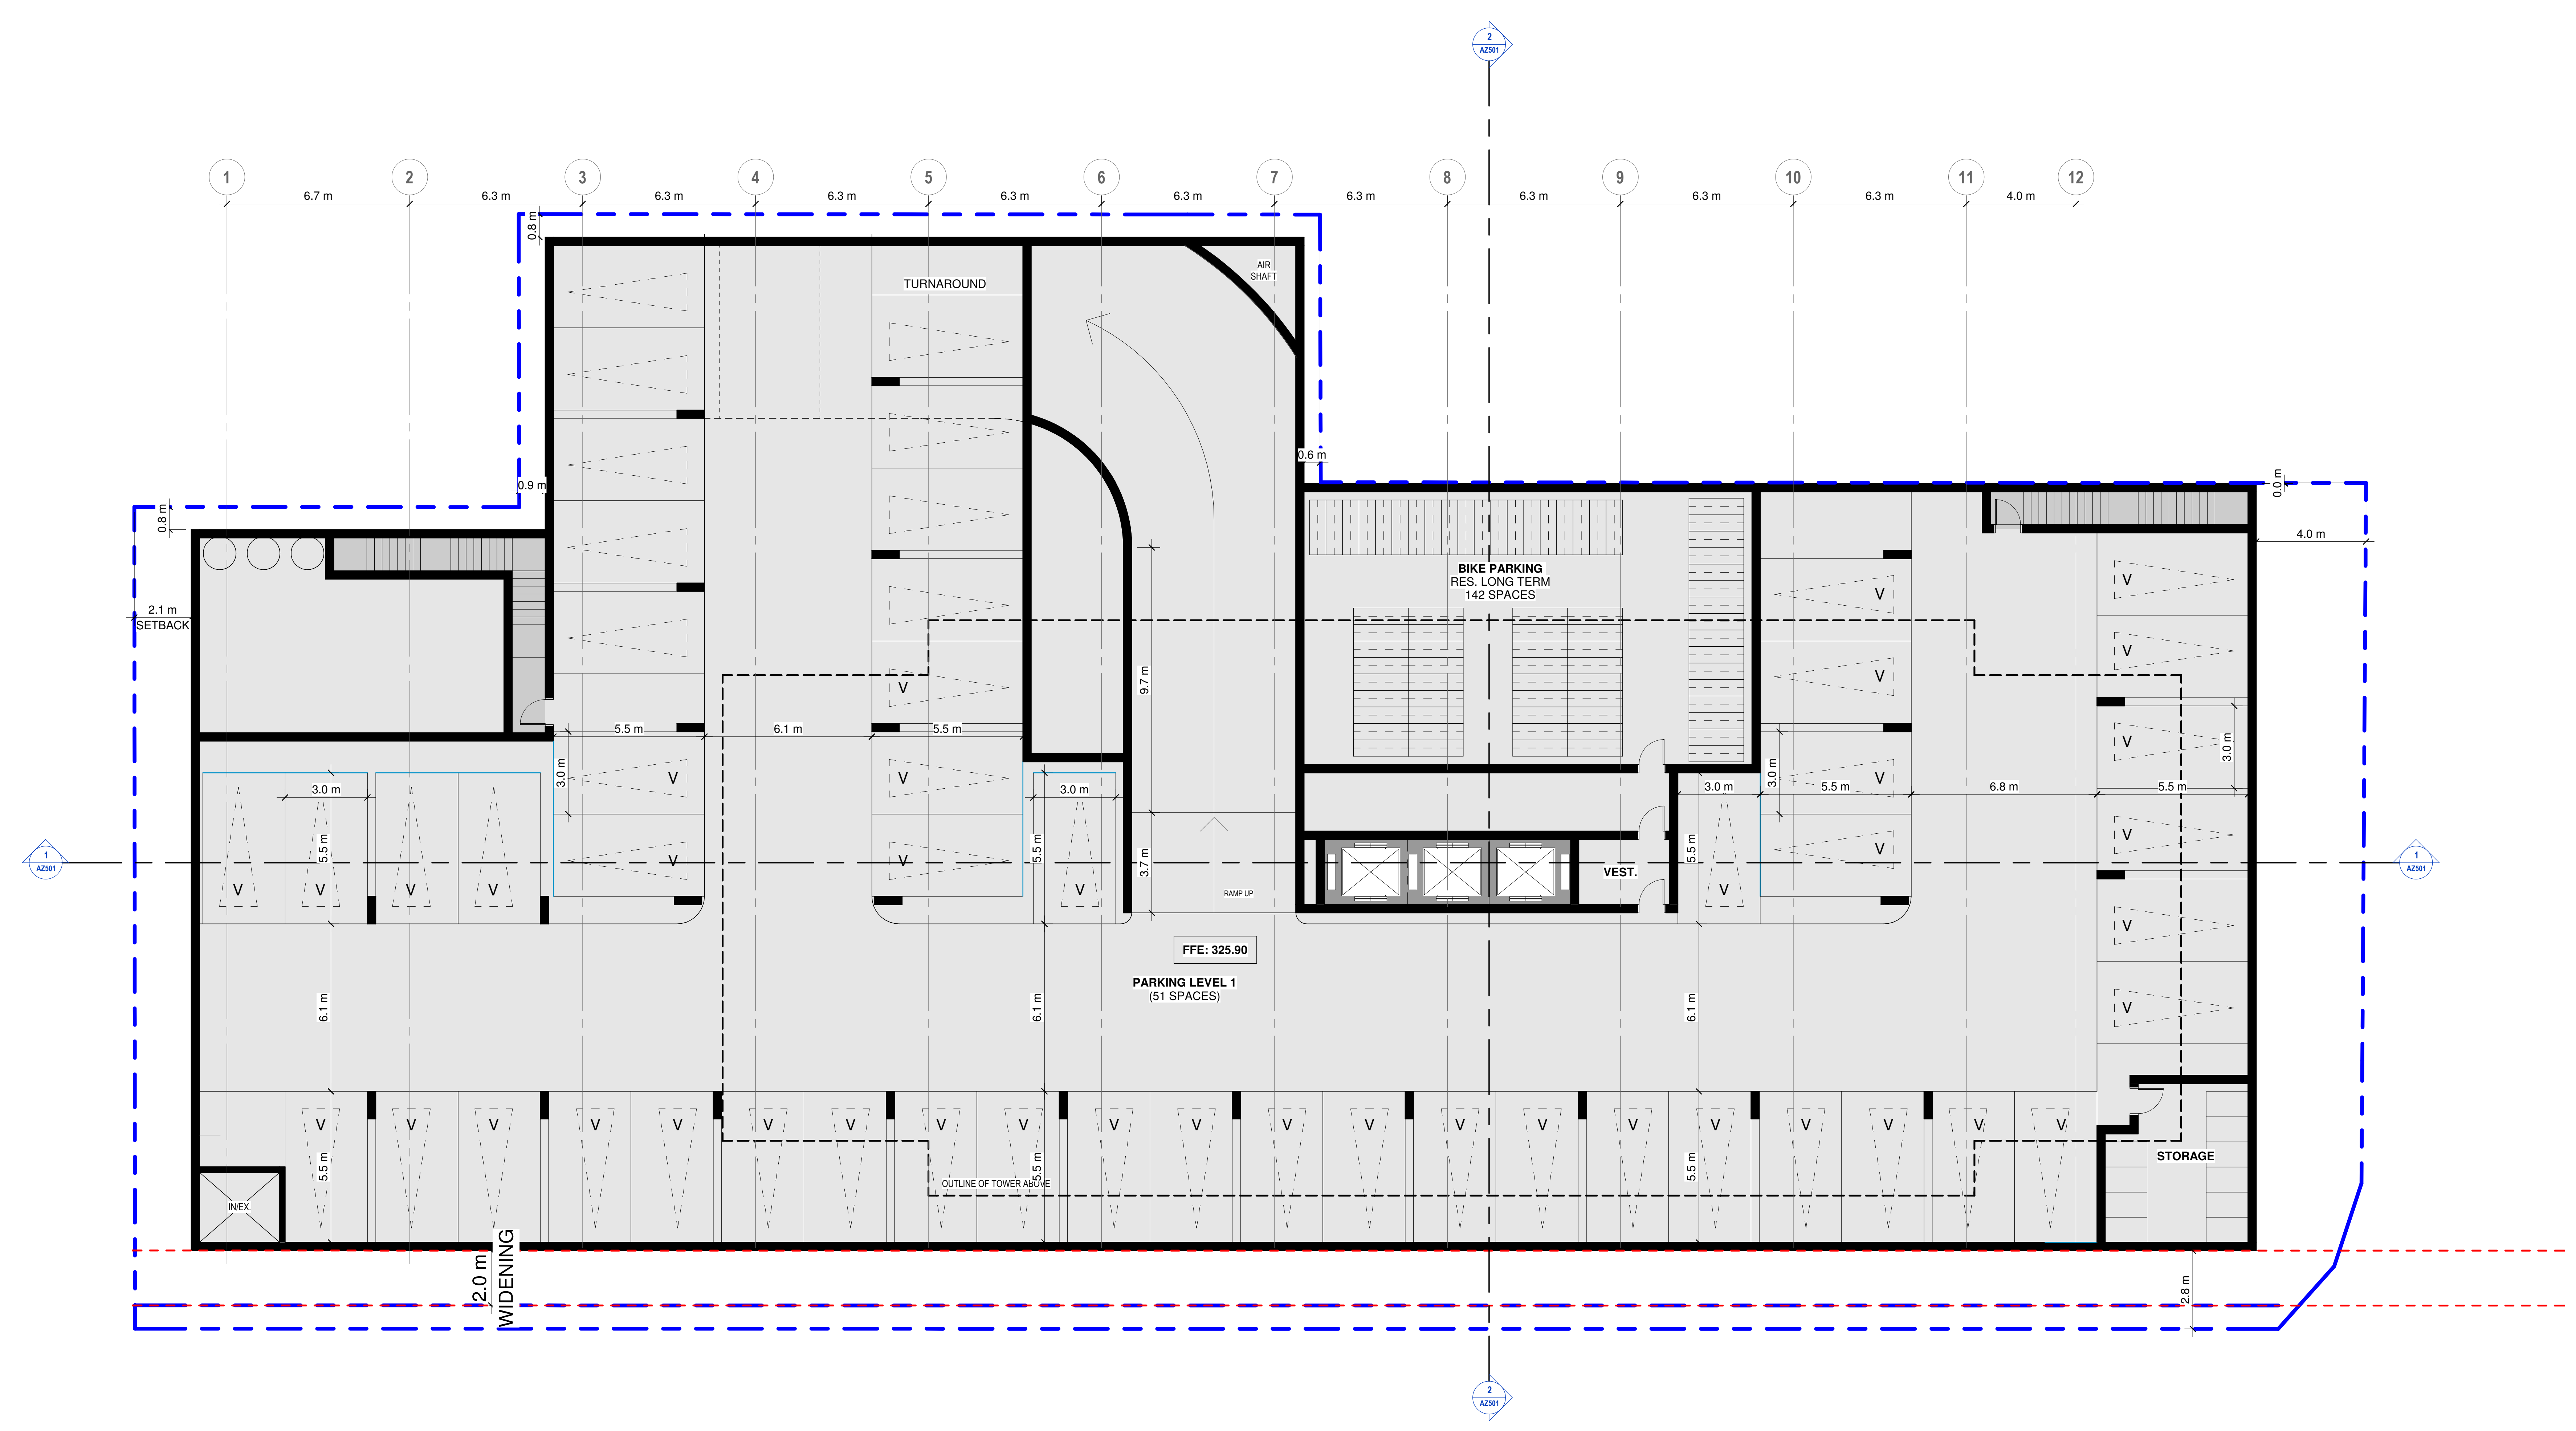 2
AZ501
1 2 3 4 5 6 7 8 9 10 11 12
6.7 m 6.3 m 6.3 m 6.3 m 6.3 m 6.3 m 6.3 m 6.3 m 6.3 m 6.3 m 4.0 m
0.8 m
AIR
SHAFT
TURNAROUND
0.6 m
0.9 m
0.0 m
0.8 m
4.0 m
BIKE PARKING
RES. LONG TERM
142 SPACES
V
V
2.1 m
SETBACK
V
V
V
9.7 m
5.5 m 6.1 m 5.5 m
V
3.0 m
3.0 m
3.0 m
V
V
V
3.0 m
3.0 m
3.0 m
5.5 m
6.8 m
5.5 m
V
5.5 m
5.5 m
3.7 m
5.5 m
V
1
AZ501
V
V
V
1
AZ501
VEST.
V
V
V
V
V
V
RAMP UP
V
FFE: 325.90
PARKING LEVEL 1
(51 SPACES)
6.1 m
6.1 m
6.1 m
V
V V V V V V V V V V V V V V V V V V V V V
STORAGE
5.5 m
5.5 m
5.5 m
OUTLINE OF TOWER ABOVE
IN/EX.
2.0 m
WIDENING
2.8 m
2
AZ501